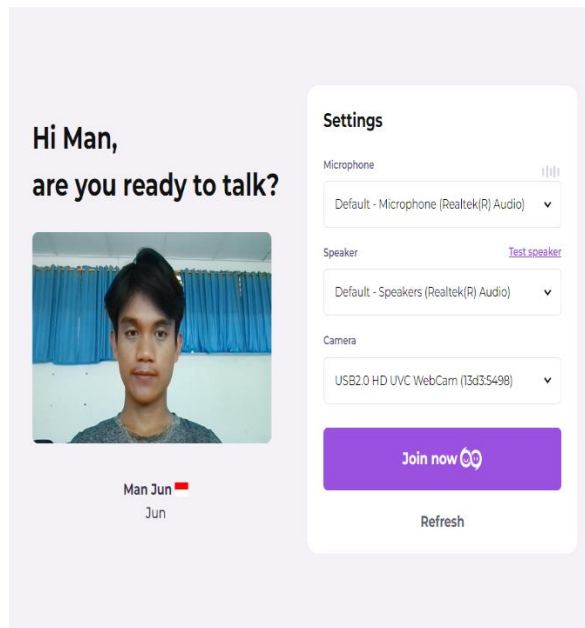 Hi Man,
are you ready to talk?
Man Jun
Jun
Settings
Microphone
Default - Microphone (Realtek(R) Audio)
Speaker
Test speaker
Default - Speakers (Realtek(R) Audio)
Camera
USB2.0 HD UVC WebCam (13d3:5498)
Join now
Refresh